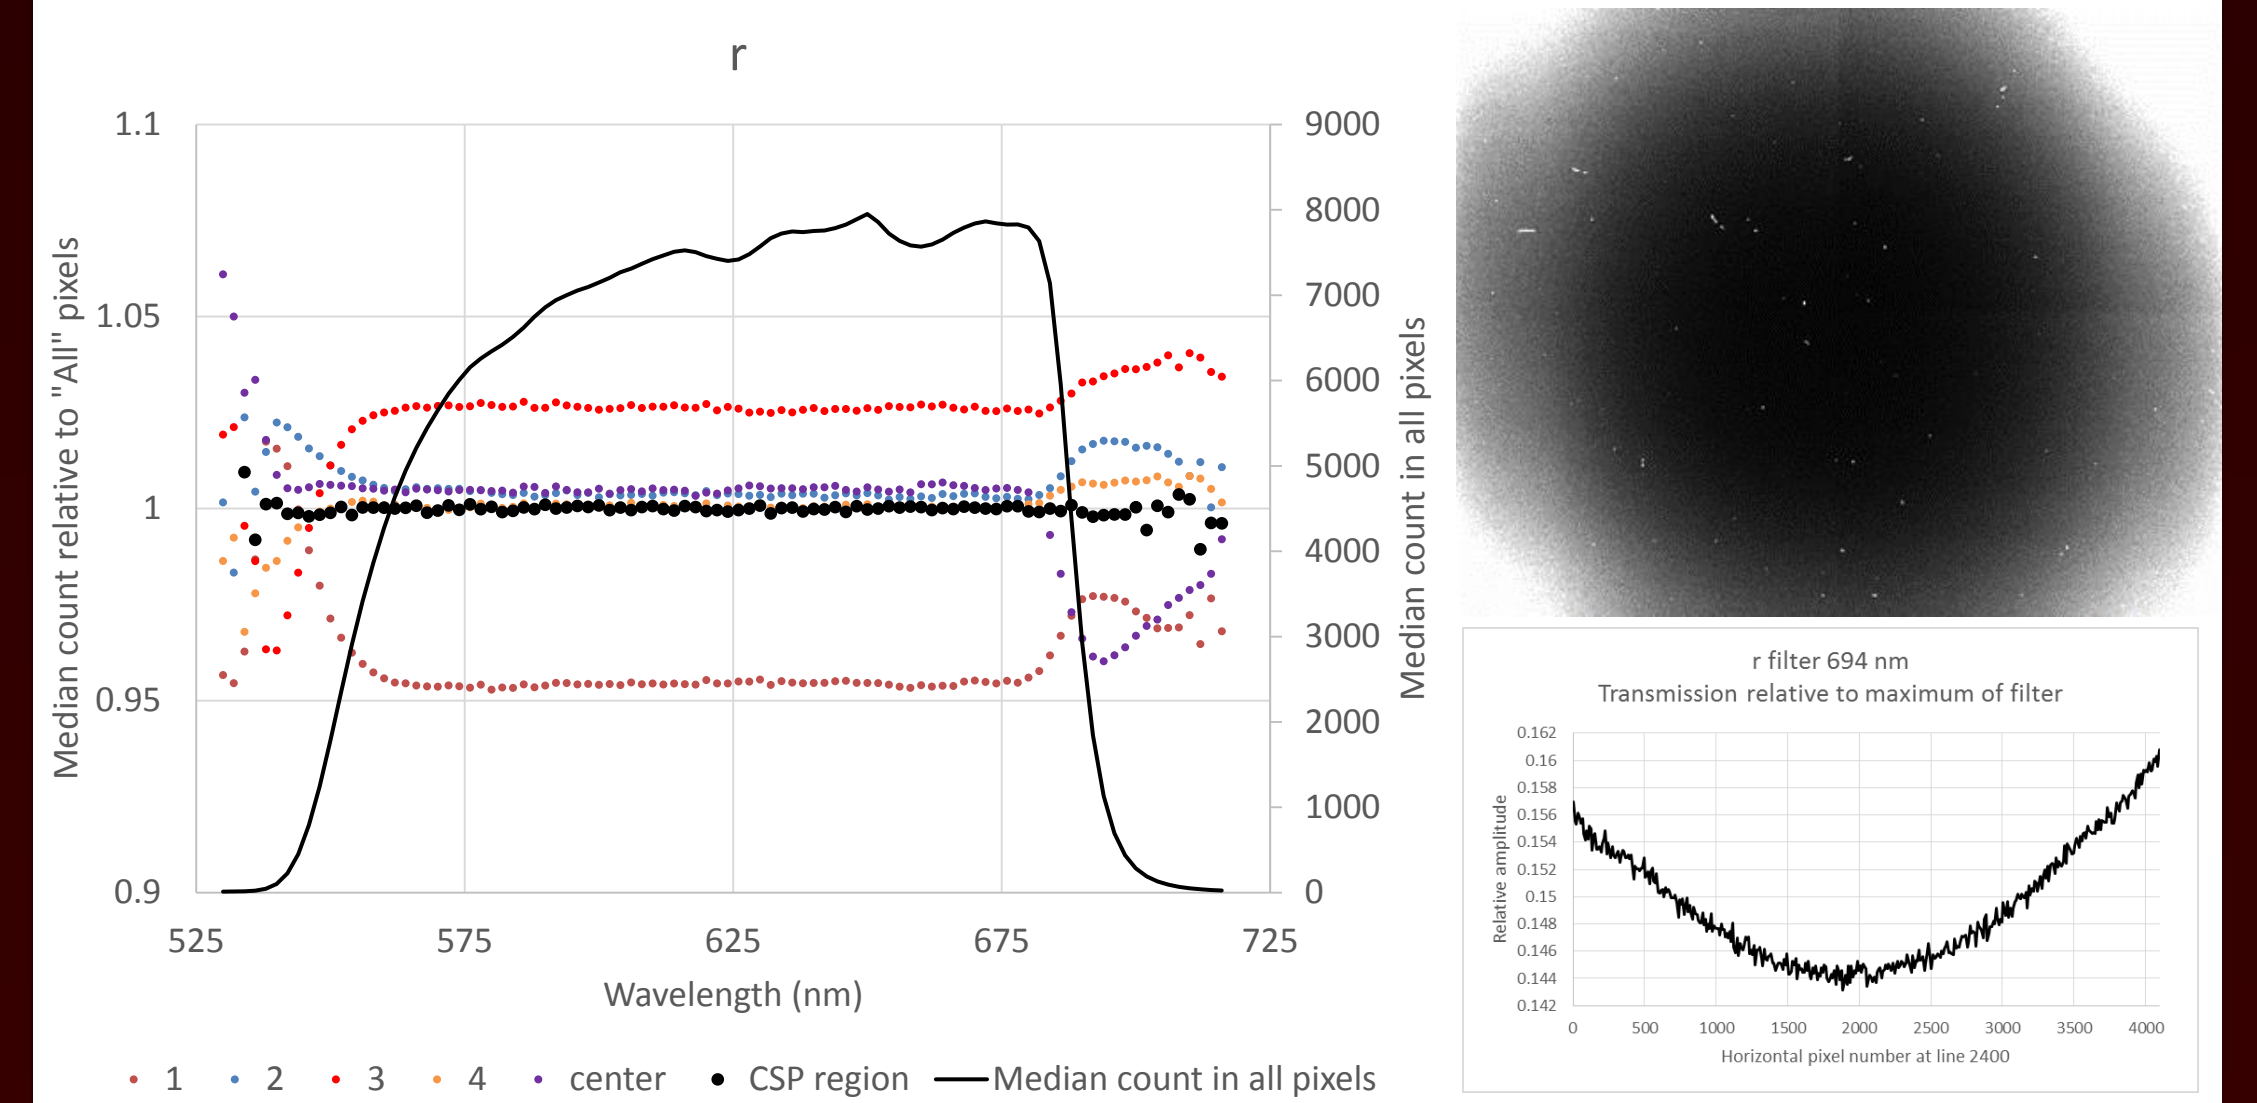 r
Median count relative to "All" pixels
1.1
1.05
1
0.95
0.9
9000
8000
7000
6000
5000
4000
3000
2000
1000
0
Median count in all pixels
525 575 625 675 725
Wavelength (nm)
1 2 3 4 center CSP region Median count in all pixels
r filter 694 nm
Transmission relative to maximum of filter
Relative amplitude
0.162
0.16
0.158
0.156
0.154
0.152
0.15
0.148
0.146
0.144
0.142
0 500 1000 1500 2000 2500 3000 3500 4000
Horizontal pixel number at line 2400